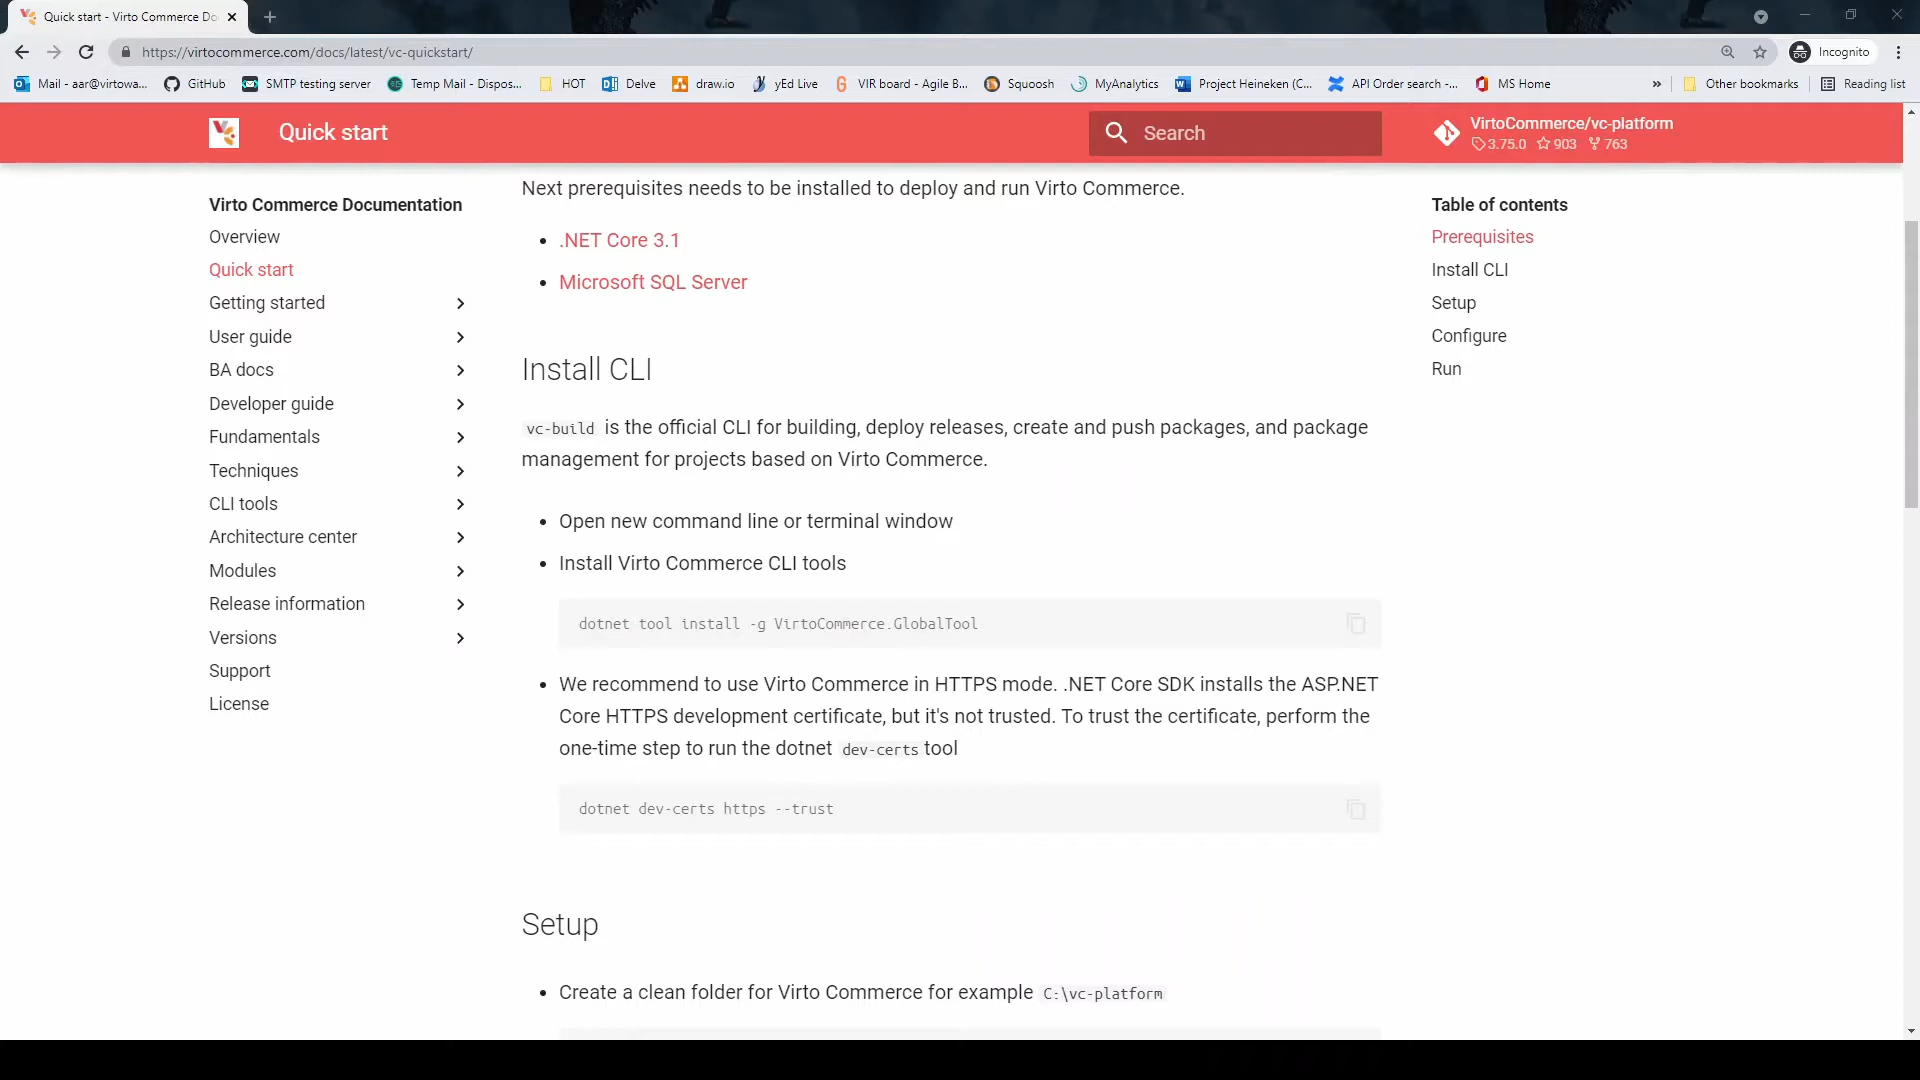 Quick start - Virto Commerce Do
https://virtocommerce.com/docs/latest/vc-quickstart/
Incognito
Mail - aar@virtowa...
GitHub
SMTP testing server
Temp Mail - Dispos...
HOT
Delve
draw.io
yEd Live
VIR board - Agile B...
Squoosh
MyAnalytics
Project Heineken (C...
API Order search -...
MS Home
»
Other bookmarks
Reading list
Quick start
Search
VirtoCommerce/vc-platform
3.75.0 903 763
Virto Commerce Documentation
Overview
Quick start
Getting started
User guide
BA docs
Developer guide
Fundamentals
Techniques
CLI tools
Architecture center
Modules
Release information
Versions
Support
License
Next prerequisites needs to be installed to deploy and run Virto Commerce.
• .NET Core 3.1
• Microsoft SQL Server
Install CLI
vc-build is the official CLI for building, deploy releases, create and push packages, and package
management for projects based on Virto Commerce.
• Open new command line or terminal window
• Install Virto Commerce CLI tools
dotnet tool install -g VirtoCommerce.GlobalTool
• We recommend to use Virto Commerce in HTTPS mode. .NET Core SDK installs the ASP.NET
Core HTTPS development certificate, but it's not trusted. To trust the certificate, perform the
one-time step to run the dotnet dev-certs tool
dotnet dev-certs https --trust
Setup
• Create a clean folder for Virto Commerce for example C:\vc-platform
Table of contents
Prerequisites
Install CLI
Setup
Configure
Run